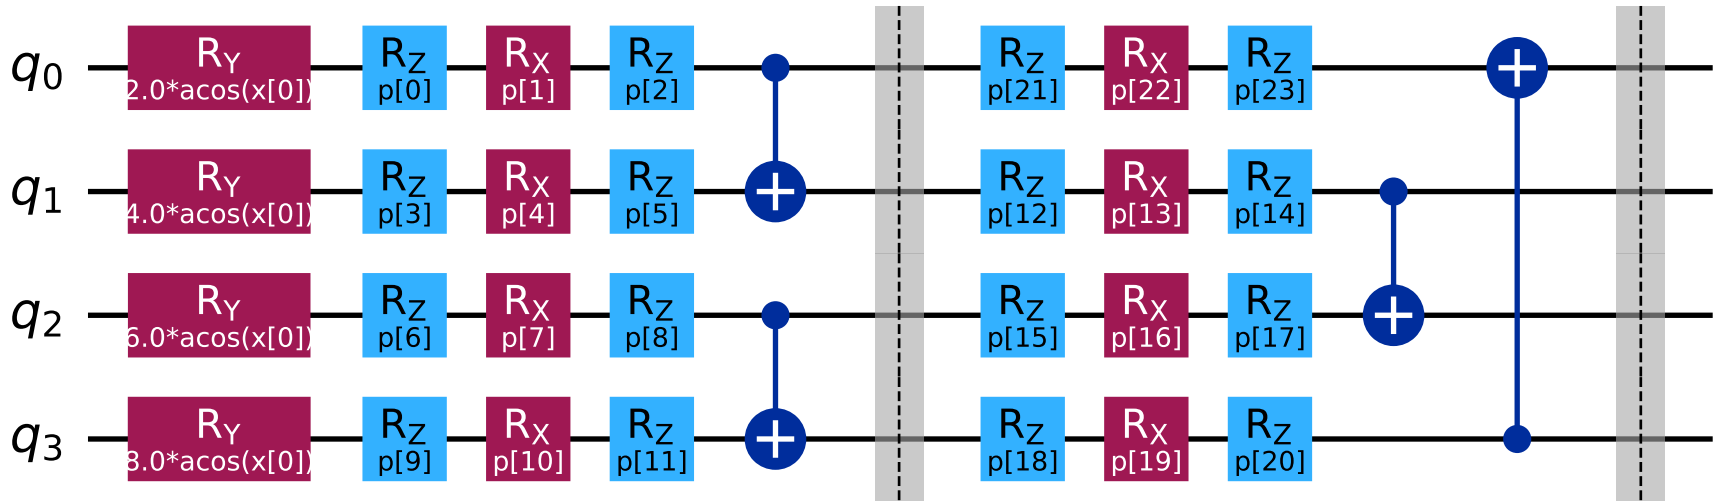 q0 RY 2.0*acos(x[0]) RZ p[0] RX p[1] RZ p[2] RZ p[21] RX p[22] RZ p[23]
q1 RY 4.0*acos(x[0]) RZ p[3] RX p[4] RZ p[5] RZ p[12] RX p[13] RZ p[14]
q2 RY 6.0*acos(x[0]) RZ p[6] RX p[7] RZ p[8] RZ p[15] RX p[16] RZ p[17]
q3 RY 8.0*acos(x[0]) RZ p[9] RX p[10] RZ p[11] RZ p[18] RX p[19] RZ p[20]